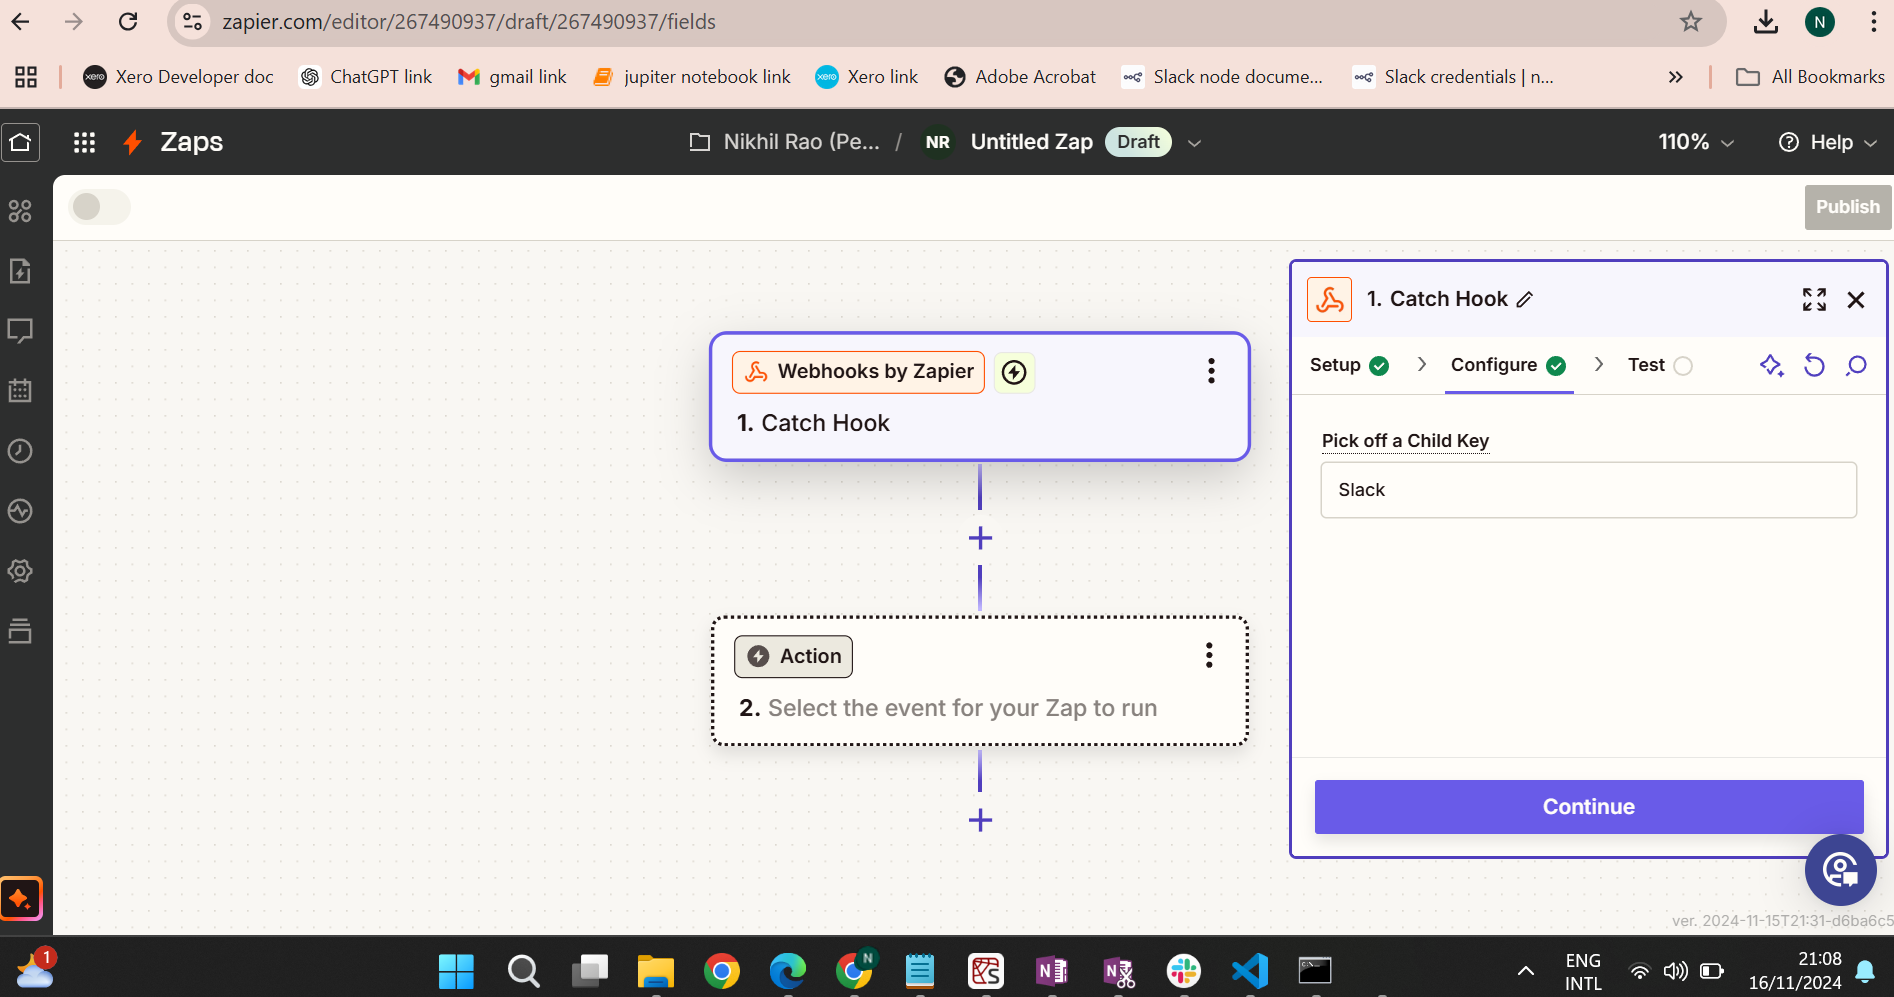 zapier.com/editor/267490937/draft/267490937/fields
N
Xero Developer doc
ChatGPT link
gmail link
jupiter notebook link
Xero link
Adobe Acrobat
Slack node docume...
Slack credentials | n...
All Bookmarks
Zaps
Nikhil Rao (Pe... / NR Untitled Zap Draft
110%
Help
Publish
1. Catch Hook
Setup
Configure
Test
Webhooks by Zapier
1. Catch Hook
Pick off a Child Key
Slack
Action
2. Select the event for your Zap to run
Continue
ver. 2024-11-15T21:31-d6ba6c5
1
N
ENG
INTL
21:08
16/11/2024